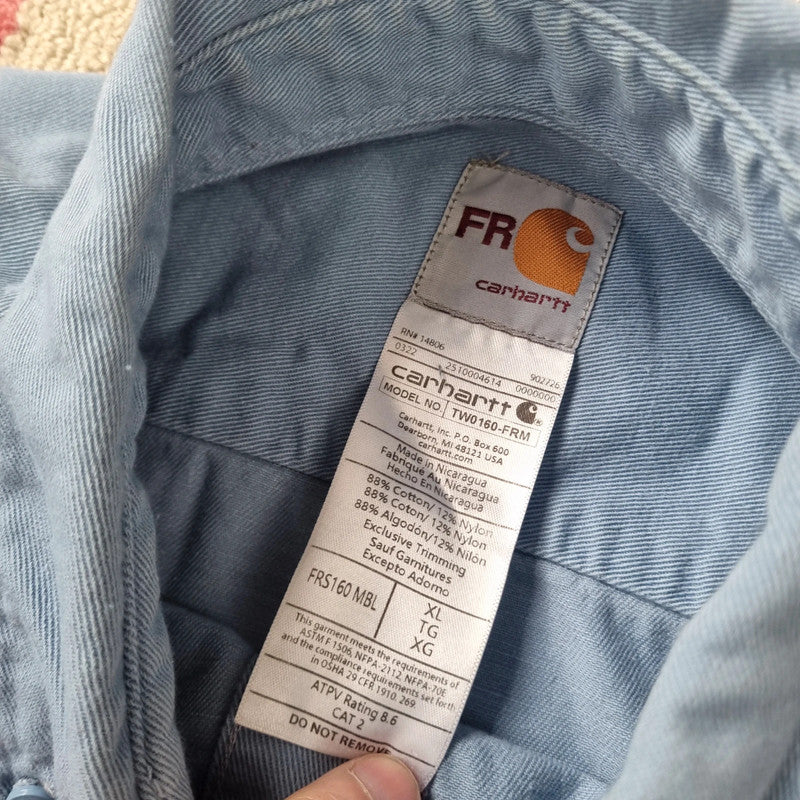 FR
carhartt
RN# 14806
0322 2510004614 902726
0000000
carhartt
MODEL NO. TW0160-FRM
Carhartt, Inc. P.O. Box 600
Dearborn, MI 48121 USA
carhartt.com
Made in Nicaragua
Fabriqué Au Nicaragua
Hecho En Nicaragua
88% Cotton/ 12% Nylon
88% Coton/ 12% Nylon
88% Algodón/ 12% Nilón
Exclusive Trimming
Sauf Garnitures
Excepto Adorno
FRS160 MBL
XL
TG
XG
This garment meets the requirements of
ASTM F 1506, NFPA-2112, NFPA-70E
and the compliance requirements set forth
in OSHA 29 CFR 1910. 269
ATPV Rating 8.6
CAT 2
DO NOT REMOVE